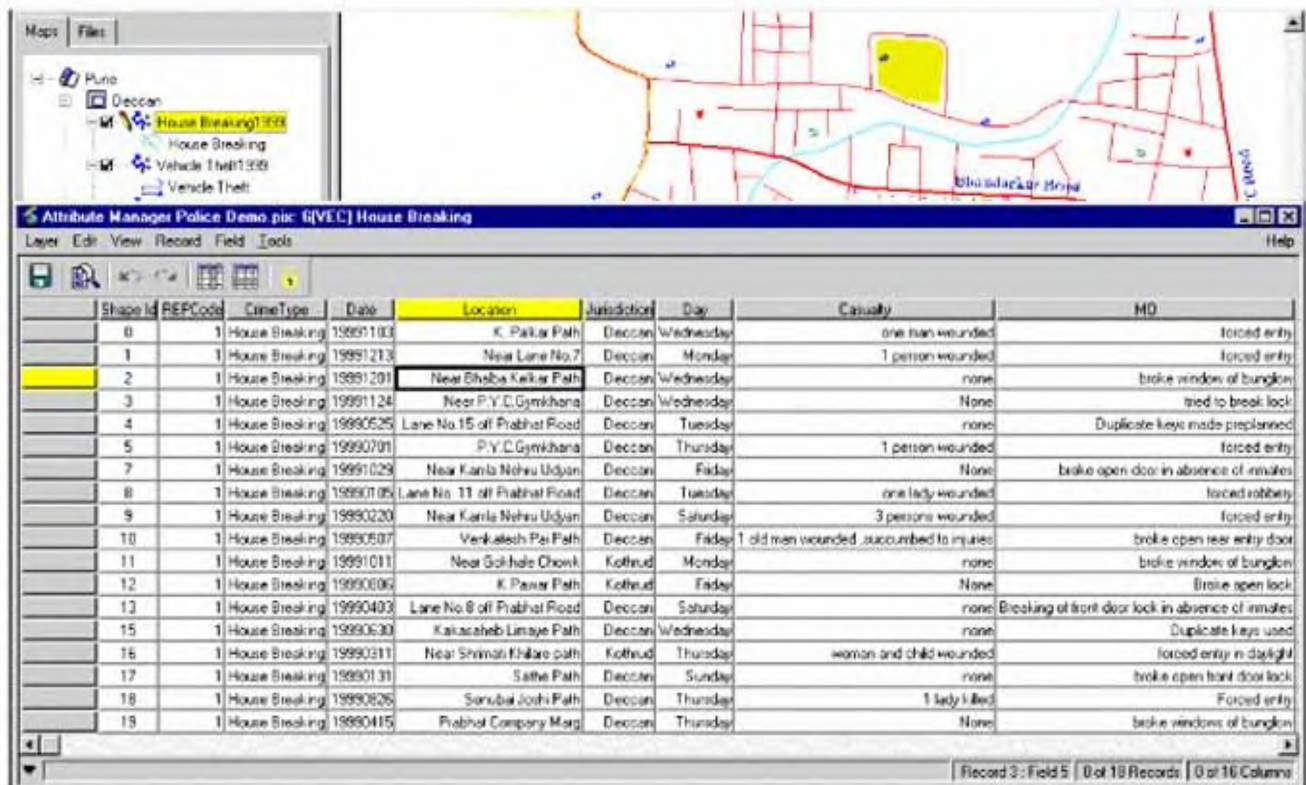 Maps Files
Pune
Deccan
House Breaking1999
House Breaking
Vehicle Theft1999
Vehicle Theft
Bhandarkar Road
Attribute Manager Police Demo.pix: 6[VEC] House Breaking
Layer Edit View Record Field Tools Help
Shape Id REPCode CrimeType Date Location Jurisdiction Day Casualty MO
0 1 House Breaking 19991103 K. Palkar Path Deccan Wednesday one man wounded forced entry
1 1 House Breaking 19991213 Near Lane No.7 Deccan Monday 1 person wounded forced entry
2 1 House Breaking 19991201 Near Bhalba Kelkar Path Deccan Wednesday none broke window of bunglow
3 1 House Breaking 19991124 Near P.Y.C.Gymkhana Deccan Wednesday None tried to break lock
4 1 House Breaking 19990525 Lane No.15 off Prabhat Road Deccan Tuesday none Duplicate keys made preplanned
5 1 House Breaking 19990701 P.Y.C.Gymkhana Deccan Thursday 1 person wounded forced entry
7 1 House Breaking 19991029 Near Kamla Nehru Udyan Deccan Friday None broke open door in absence of inmates
8 1 House Breaking 19990105 Lane No. 11 off Prabhat Road Deccan Tuesday one lady wounded forced robbery
9 1 House Breaking 19990220 Near Kamla Nehru Udyan Deccan Saturday 3 persons wounded forced entry
10 1 House Breaking 19990507 Venkatesh Pai Path Deccan Friday 1 old man wounded ,succumbed to injuries broke open rear entry door
11 1 House Breaking 19991011 Near Gokhale Chowk Kothrud Monday none broke window of bunglow
12 1 House Breaking 19990806 K Pawar Path Kothrud Friday None Broke open lock
13 1 House Breaking 19990403 Lane No.8 off Prabhat Road Deccan Saturday none Breaking of front door lock in absence of inmates
15 1 House Breaking 19990630 Kakasaheb Limaye Path Deccan Wednesday none Duplicate keys used
16 1 House Breaking 19990311 Near Shrimati Khilare path Kothrud Thursday woman and child wounded forced entry in daylight
17 1 House Breaking 19990131 Sathe Path Deccan Sunday none broke open front door lock
18 1 House Breaking 19990826 Sonubai Joshi Path Deccan Thursday 1 lady killed Forced entry
19 1 House Breaking 19990415 Prabhat Company Marg Deccan Thursday None broke windows of bunglow
Record 3 : Field 5 0 of 18 Records 0 of 16 Columns